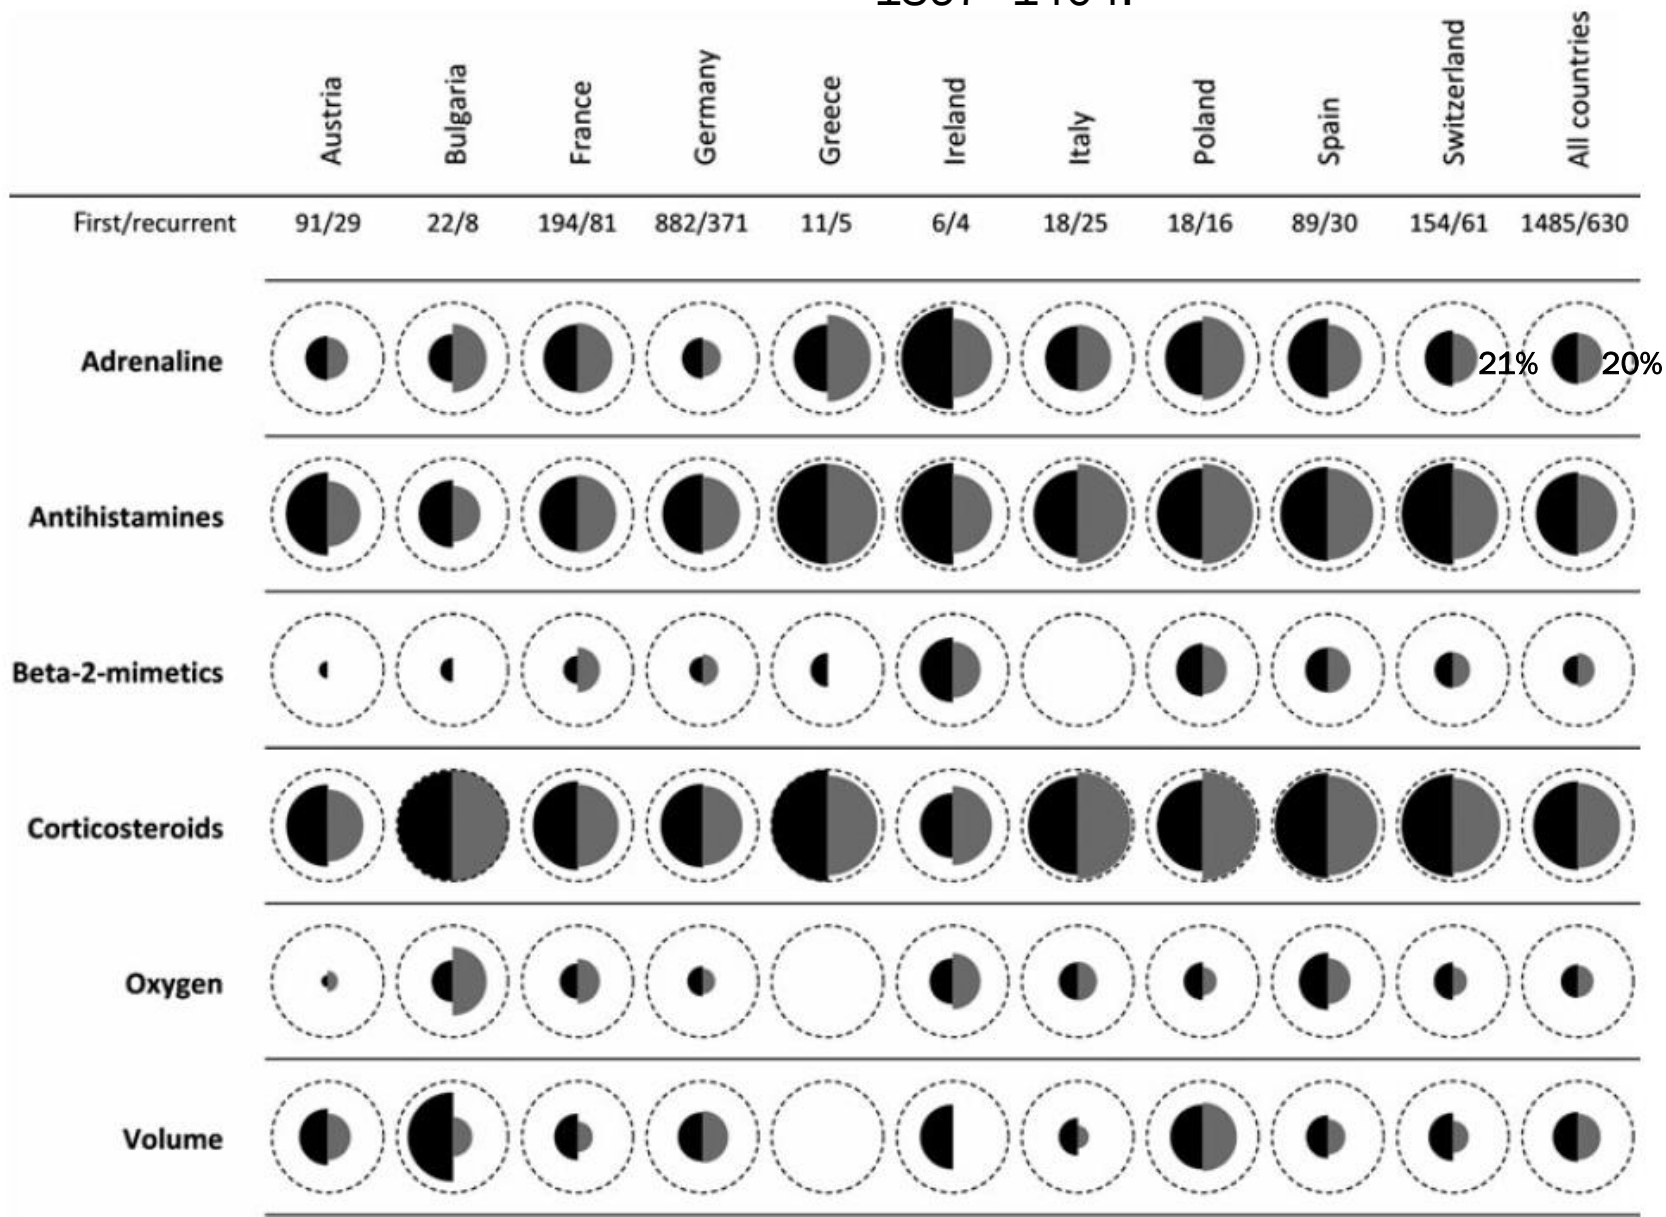 Austria Bulgaria France Germany Greece Ireland Italy Poland Spain Switzerland All countries
First/recurrent 91/29 22/8 194/81 882/371 11/5 6/4 18/25 18/16 89/30 154/61 1485/630
Adrenaline 21% 20%
Antihistamines
Beta-2-mimetics
Corticosteroids
Oxygen
Volume